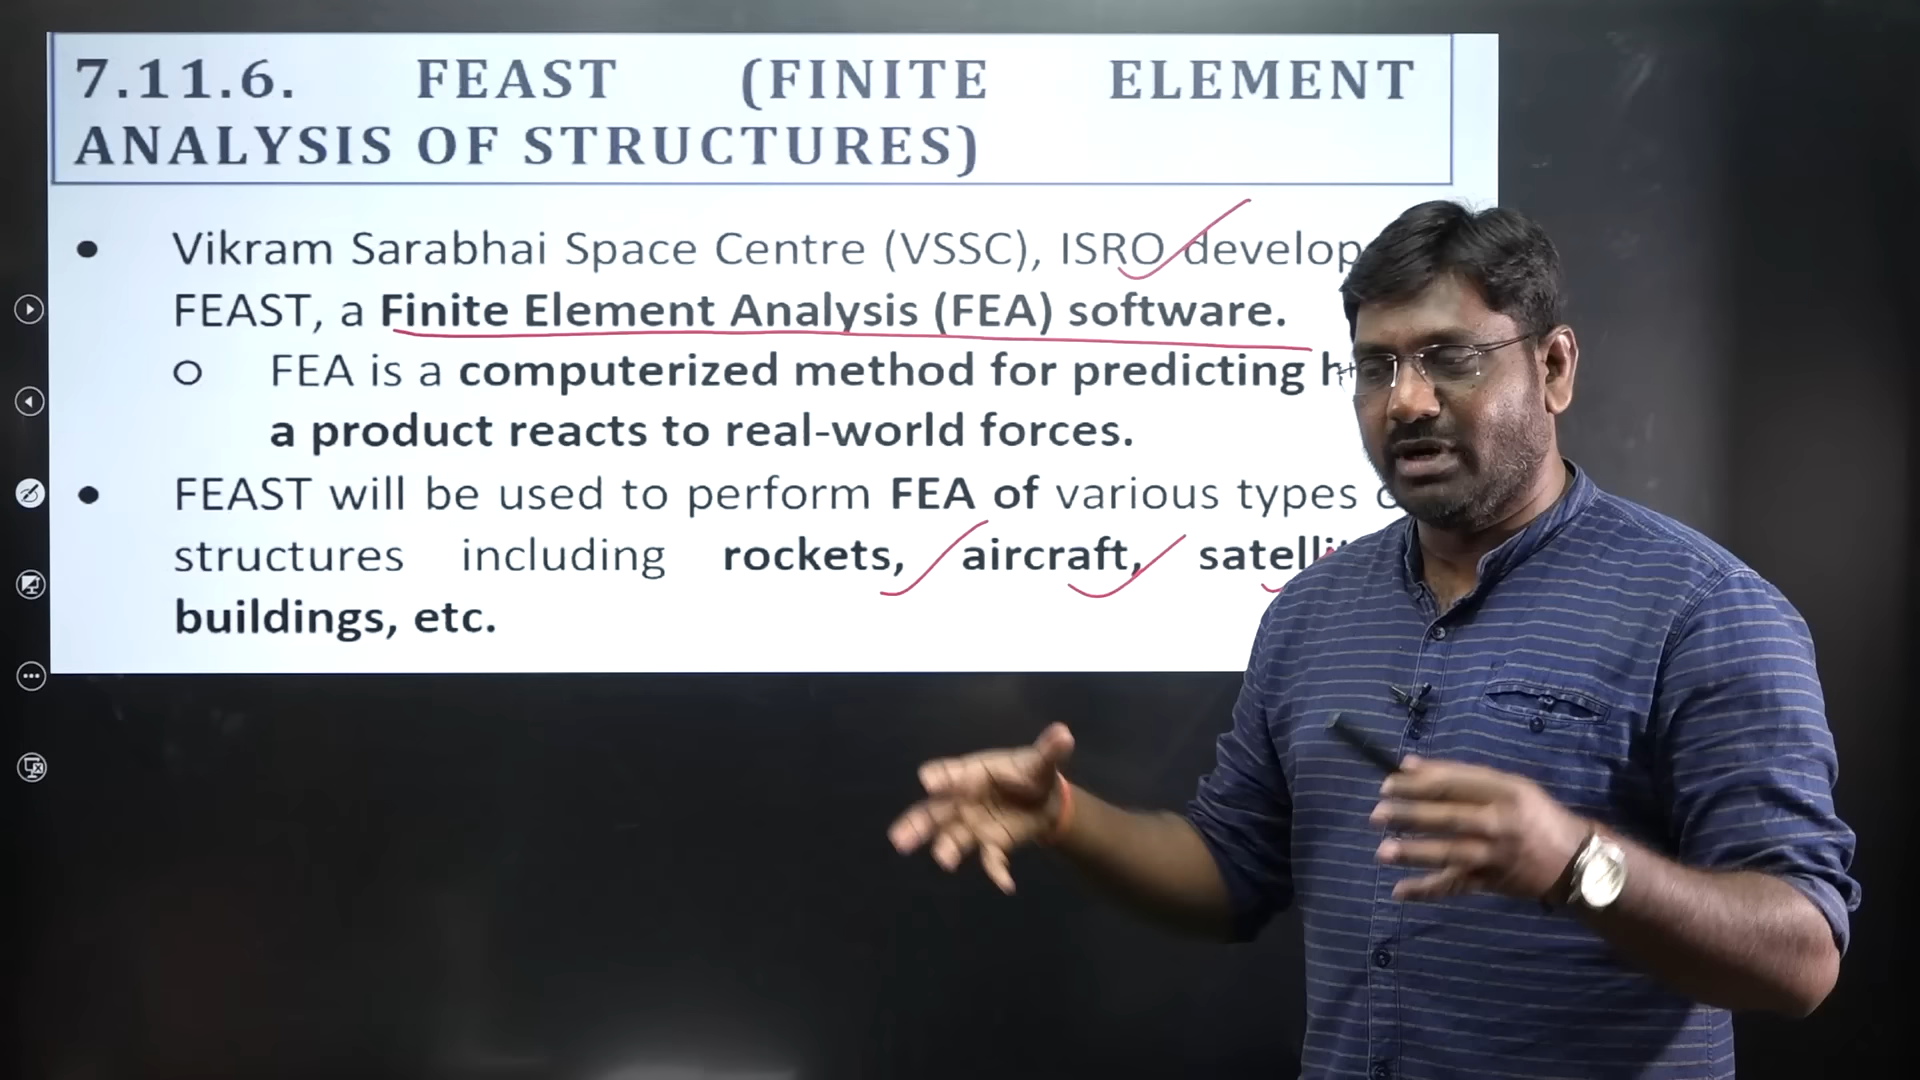 7.11.6. FEAST (FINITE ELEMENT
ANALYSIS OF STRUCTURES)
• Vikram Sarabhai Space Centre (VSSC), ISRO
FEAST, a Finite Element Analysis (FEA) software.
o FEA is a computerized method for predicting
a product reacts to real-world forces.
• FEAST will be used to perform FEA of various types
structures including rockets, aircraft,
buildings, etc.